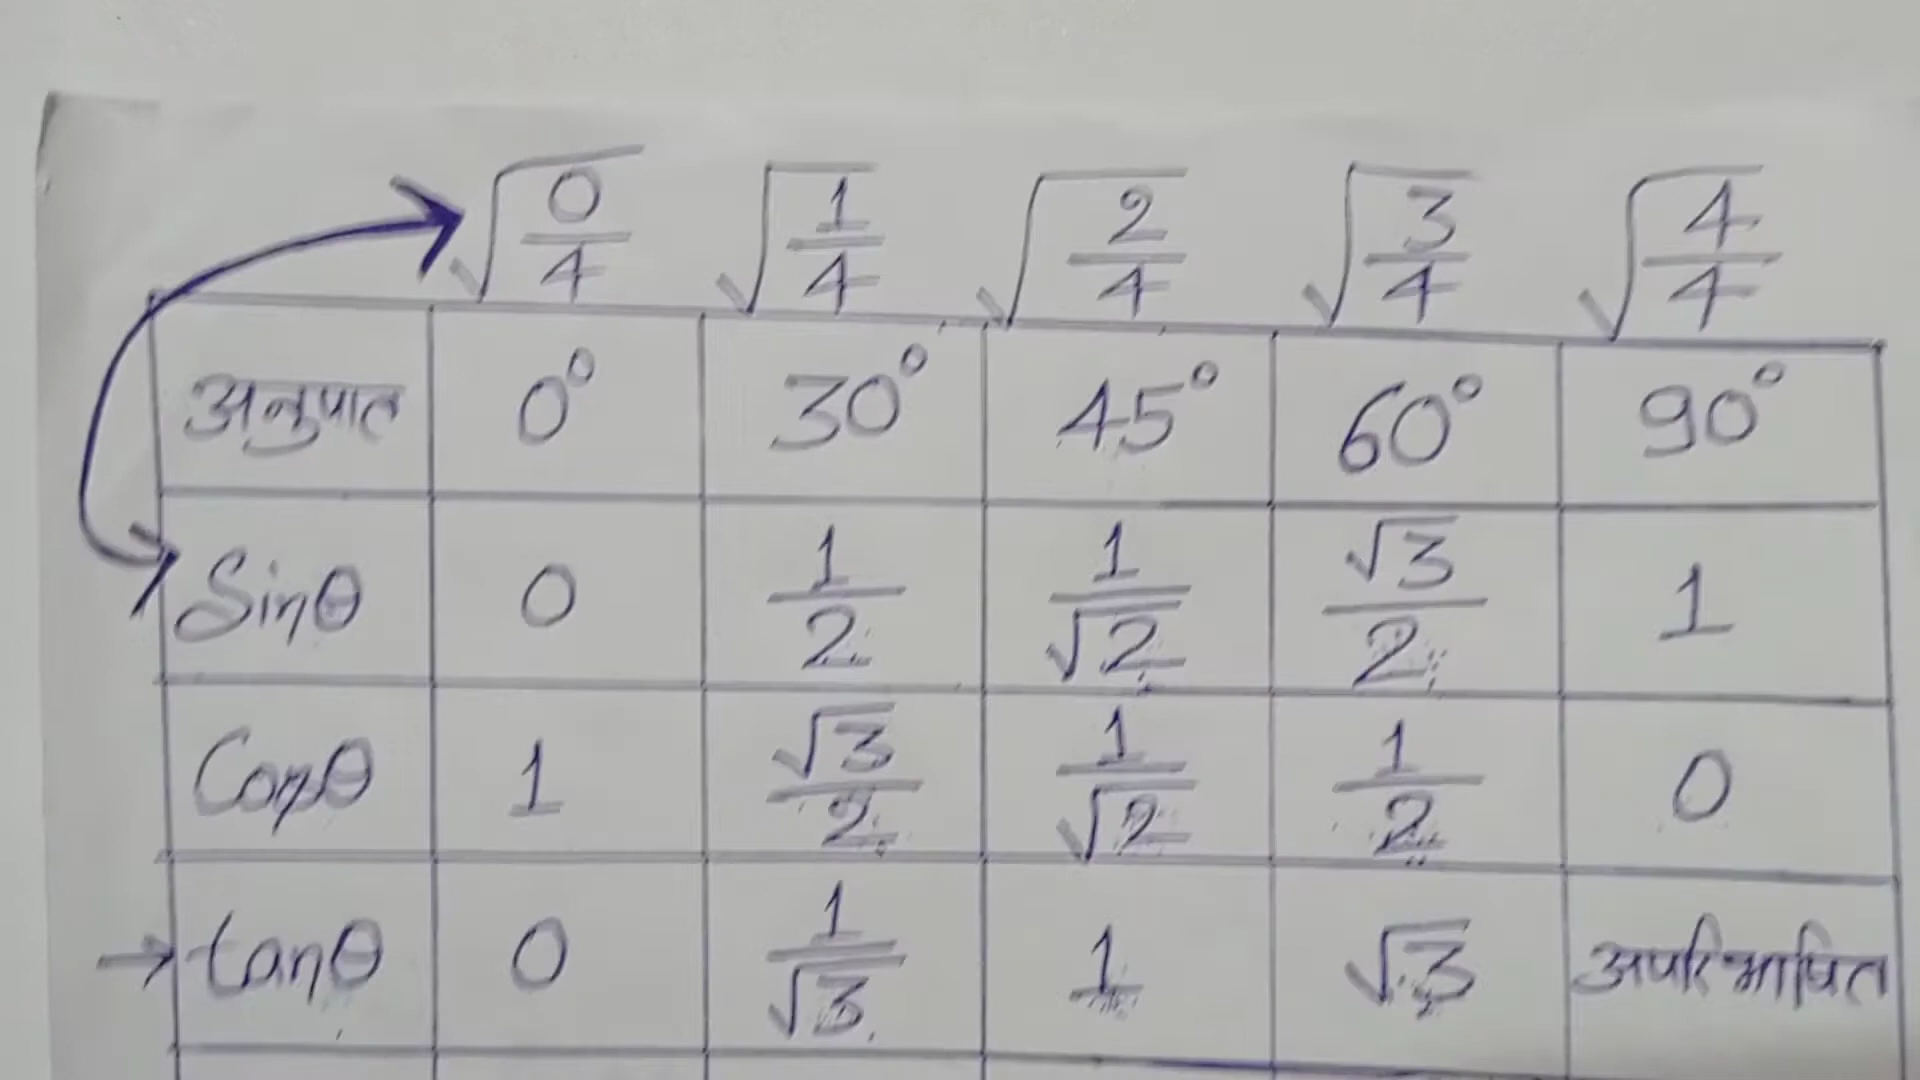 √(0/4) √(1/4) √(2/4) √(3/4) √(4/4)
अनुपात 0° 30° 45° 60° 90°
Sinθ 0 1/2 1/√2 √3/2 1
Cosθ 1 √3/2 1/√2 1/2 0
→ tanθ 0 1/√3 1 √3 अपरिभाषित